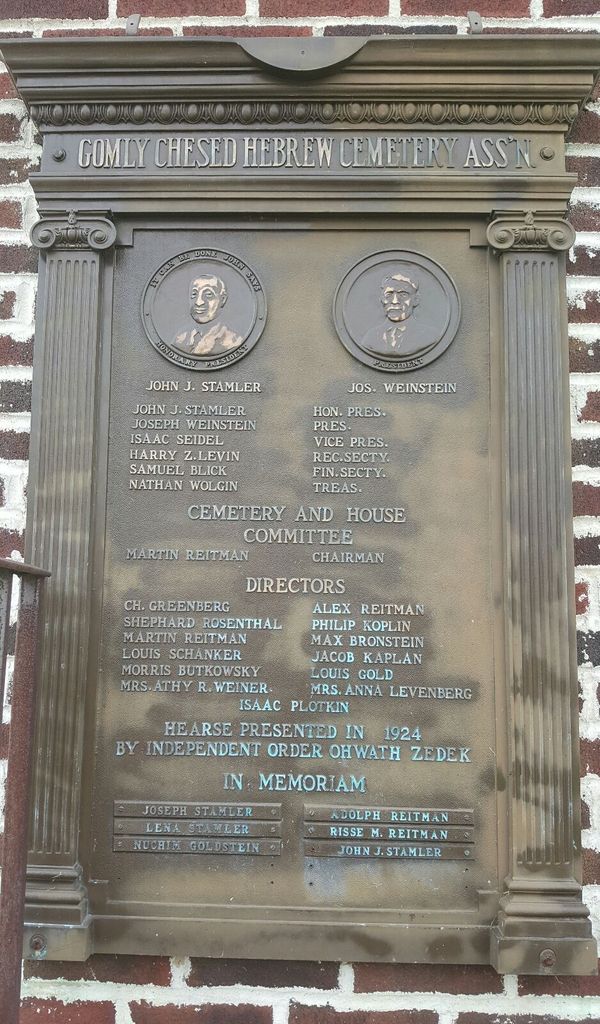 GOMLY CHESED HEBREW CEMETERY ASS'N
IT CAN BE DONE JOHN SAYS
HONORARY PRESIDENT
PRESIDENT
JOHN J. STAMLER JOS. WEINSTEIN
JOHN J. STAMLER HON. PRES.
JOSEPH WEINSTEIN PRES.
ISAAC SEIDEL VICE PRES.
HARRY Z. LEVIN REC. SECTY.
SAMUEL BLICK FIN. SECTY.
NATHAN WOLGIN TREAS.
CEMETERY AND HOUSE
COMMITTEE
MARTIN REITMAN CHAIRMAN
DIRECTORS
CH. GREENBERG ALEX REITMAN
SHEPHARD ROSENTHAL PHILIP KOPLIN
MARTIN REITMAN MAX BRONSTEIN
LOUIS SCHANKER JACOB KAPLAN
MORRIS BUTKOWSKY LOUIS GOLD
MRS. ATHY R. WEINER MRS. ANNA LEVENBERG
ISAAC PLOTKIN
HEARSE PRESENTED IN 1924
BY INDEPENDENT ORDER OHWATH ZEDEK
IN MEMORIAM
JOSEPH STAMLER ADOLPH REITMAN
LENA STAMLER RISSE M. REITMAN
NUCHIM GOLDSTEIN JOHN J. STAMLER